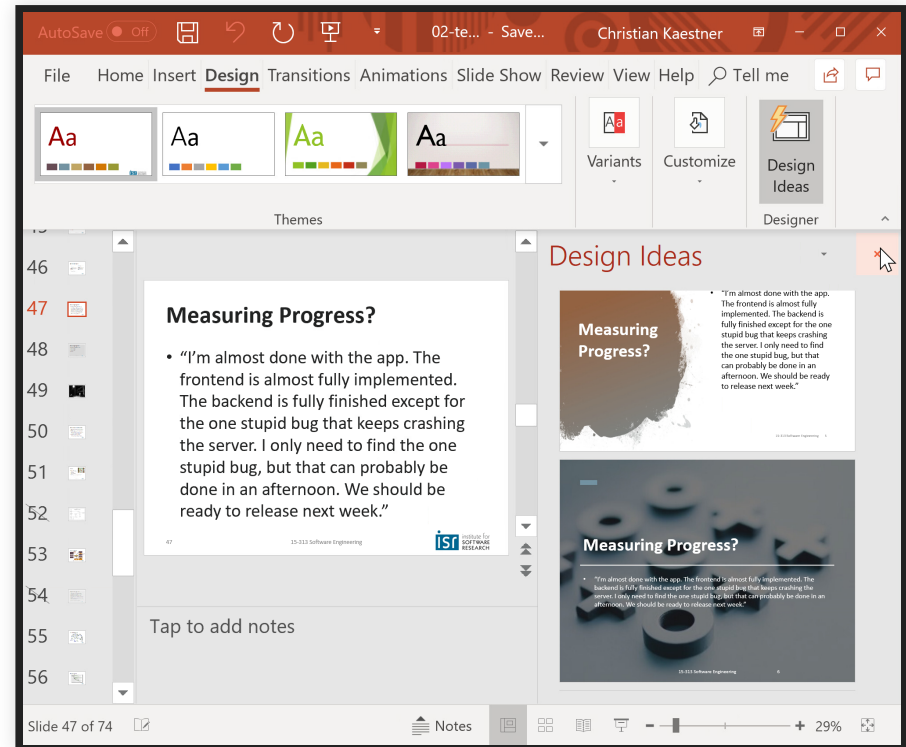 AutoSave Off 02-te... - Save... Christian Kaestner
File Home Insert Design Transitions Animations Slide Show Review View Help Tell me
Aa Aa Aa Aa
Aa
Variants
Customize
Design
Ideas
Themes
Designer
46
47
48
49
50
51
52
53
54
55
56
Measuring Progress?
• “I’m almost done with the app. The
frontend is almost fully implemented.
The backend is fully finished except for
the one stupid bug that keeps crashing
the server. I only need to find the one
stupid bug, but that can probably be
done in an afternoon. We should be
ready to release next week.”
47 15-313 Software Engineering
isr institute for
SOFTWARE
RESEARCH
Tap to add notes
Design Ideas
Measuring
Progress?
• “I’m almost done with the app.
The frontend is almost fully
implemented. The backend is
fully finished except for the one
stupid bug that keeps crashing
the server. I only need to find
the one stupid bug, but that
can probably be done in an
afternoon. We should be ready
to release next week.”
15-313 Software Engineering
Measuring Progress?
• “I’m almost done with the app. The frontend is almost fully implemented. The
backend is fully finished except for the one stupid bug that keeps crashing the
server. I only need to find the one stupid bug, but that can probably be done in an
afternoon. We should be ready to release next week.”
15-313 Software Engineering 6
Slide 47 of 74 Notes 29%